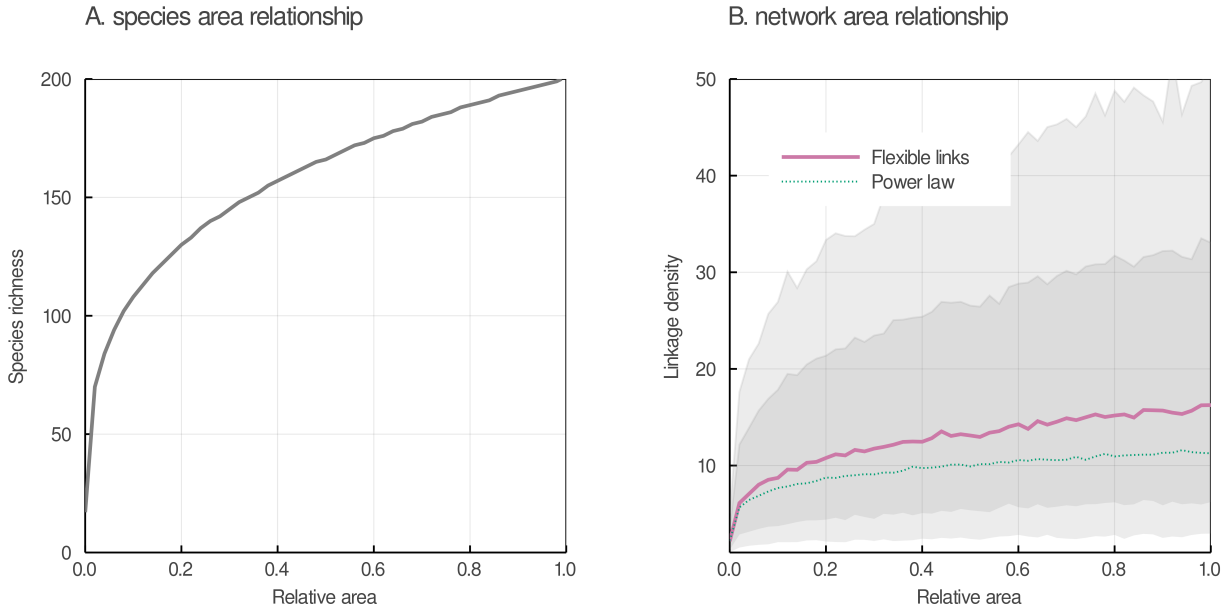 A. species area relationship
200
150
100
50
0
Species richness
0.0 0.2 0.4 0.6 0.8 1.0
Relative area
B. network area relationship
50
40
30
20
10
Linkage density
Flexible links
Power law
0.0 0.2 0.4 0.6 0.8 1.0
Relative area